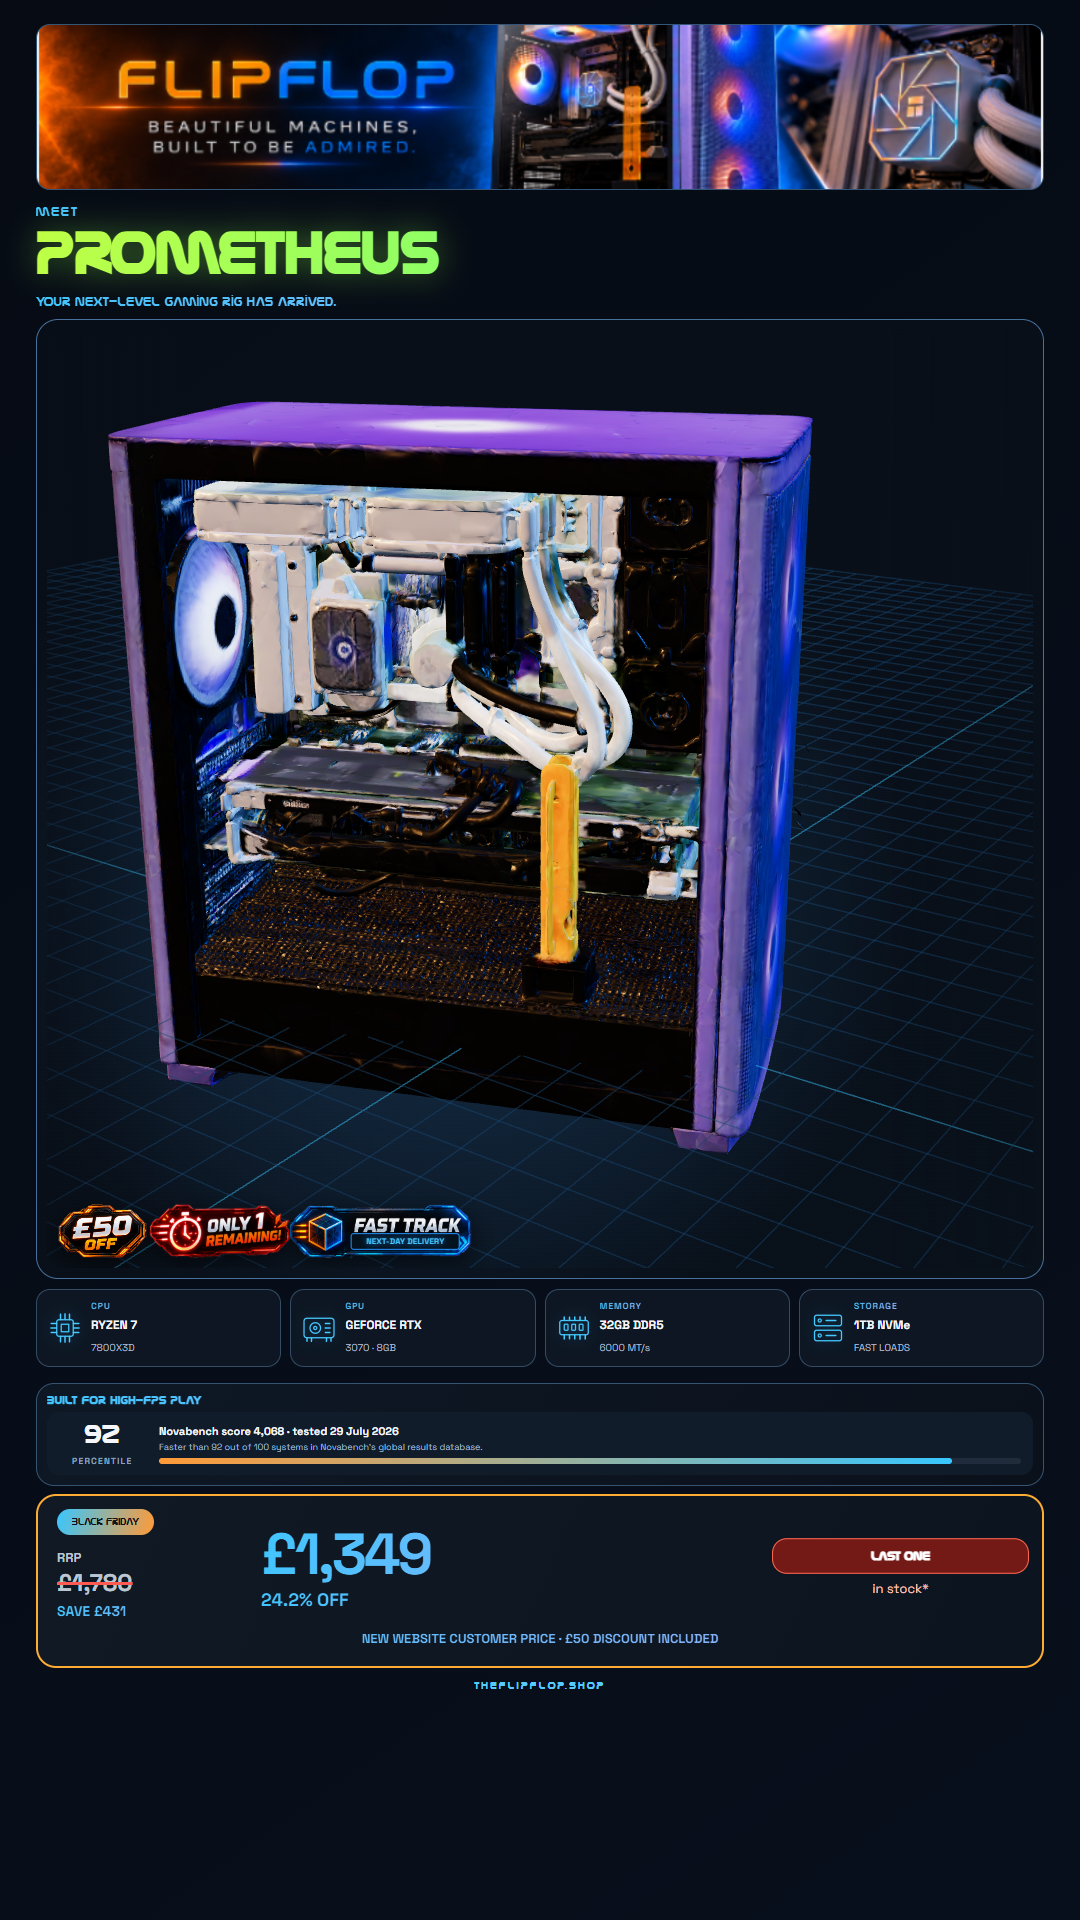 FLIPFLOP
BEAUTIFUL MACHINES,
BUILT TO BE ADMIRED.
MEET
PROMETHEUS
YOUR NEXT-LEVEL GAMING RIG HAS ARRIVED.
£50 OFF
ONLY 1 REMAINING!
FAST TRACK
NEXT-DAY DELIVERY
CPU
RYZEN 7
7800X3D
GPU
GEFORCE RTX
3070 · 8GB
MEMORY
32GB DDR5
6000 MT/s
STORAGE
1TB NVMe
FAST LOADS
BUILT FOR HIGH-FPS PLAY
92
PERCENTILE
Novabench score 4,068 · tested 29 July 2026
Faster than 92 out of 100 systems in Novabench's global results database.
BLACK FRIDAY
RRP
£1,780
SAVE £431
£1,349
24.2% OFF
LAST ONE
in stock*
NEW WEBSITE CUSTOMER PRICE · £50 DISCOUNT INCLUDED
THEFLIPFLOP.SHOP